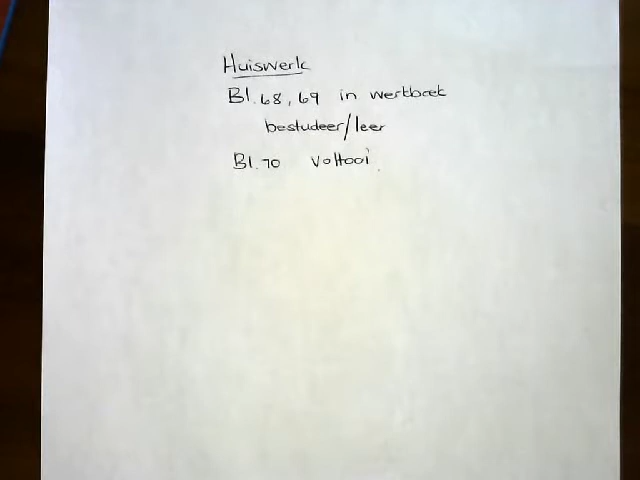 Huiswerk
Bl. 68, 69 in werkboek
bestudeer/leer
Bl. 70 Voltooi.